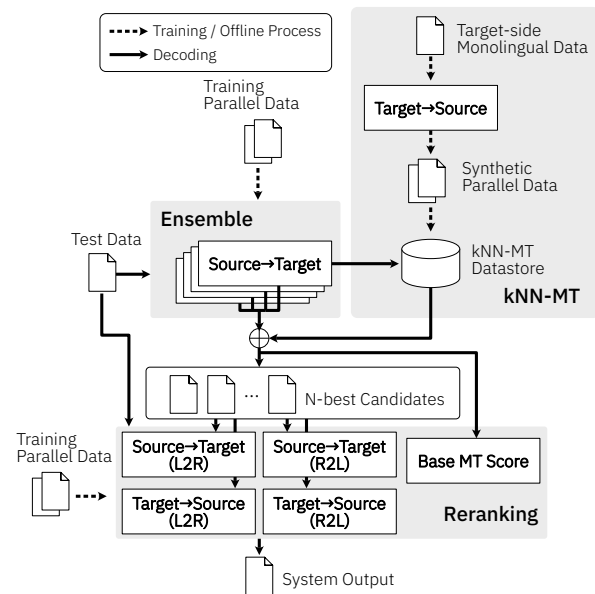 Training / Offline Process
Decoding
Target-side
Monolingual Data
Training
Parallel Data
Target→Source
Synthetic
Parallel Data
Ensemble
Test Data
Source→Target
kNN-MT
Datastore
kNN-MT
... N-best Candidates
Training
Parallel Data
Source→Target
(L2R)
Source→Target
(R2L)
Base MT Score
Target→Source
(L2R)
Target→Source
(R2L)
Reranking
System Output